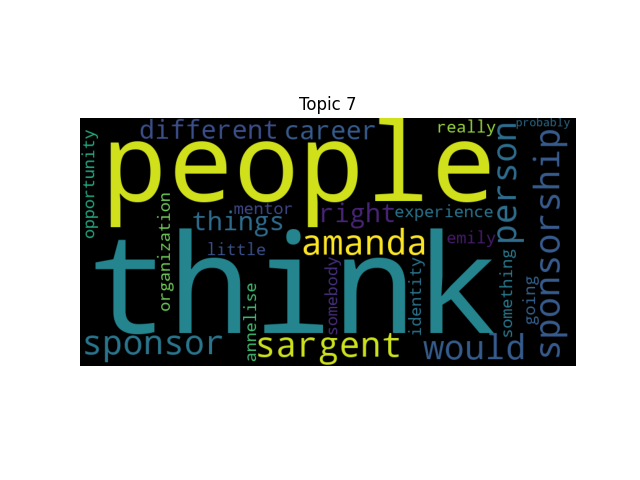 Topic 7
opportunity
different
career
really
probably
people
person
sponsorship
mentor
things
right
experience
organization
little
amanda
emily
think
somebody
identity
something
going
annelise
sponsor
sargent
would